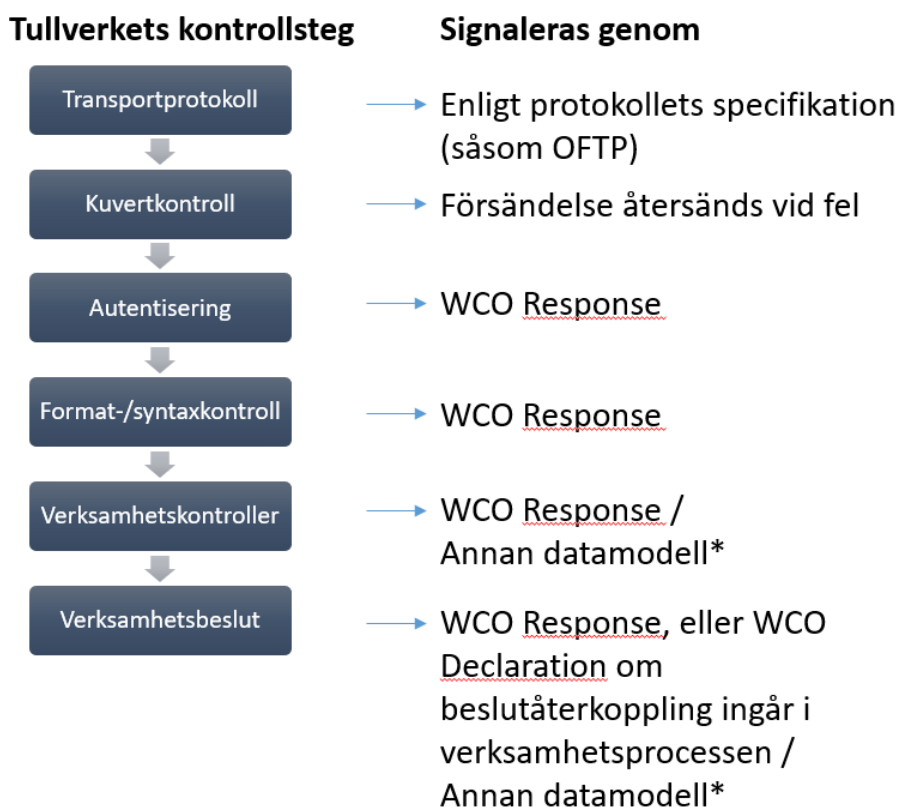 Tullverkets kontrollsteg
Signaleras genom
Transportprotokoll
Enligt protokollets specifikation
(såsom OFTP)
Kuvertkontroll
Försändelse återsänds vid fel
Autentisering
WCO Response
Format-/syntaxkontroll
WCO Response
Verksamhetskontroller
WCO Response /
Annan datamodell*
Verksamhetsbeslut
WCO Response, eller WCO
Declaration om
beslutåterkoppling ingår i
verksamhetsprocessen /
Annan datamodell*